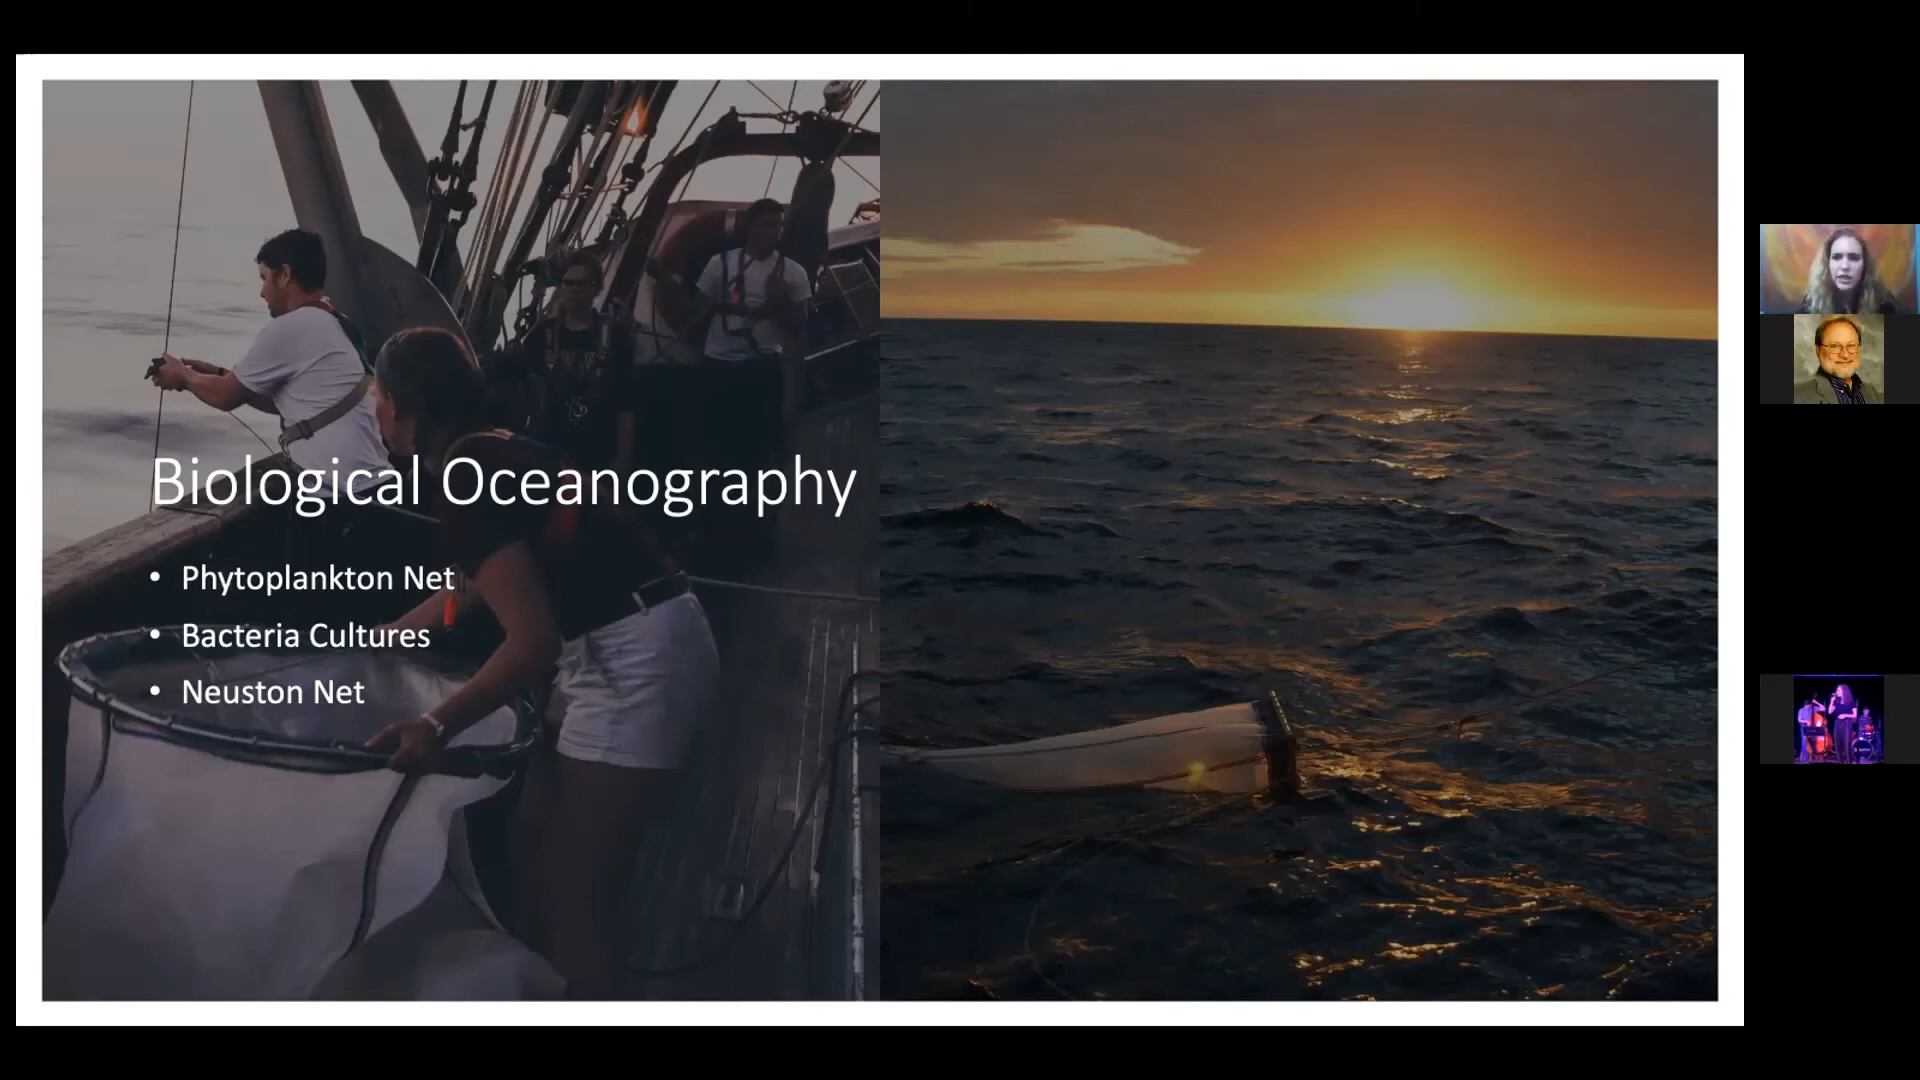 Biological Oceanography
• Phytoplankton Net
• Bacteria Cultures
• Neuston Net